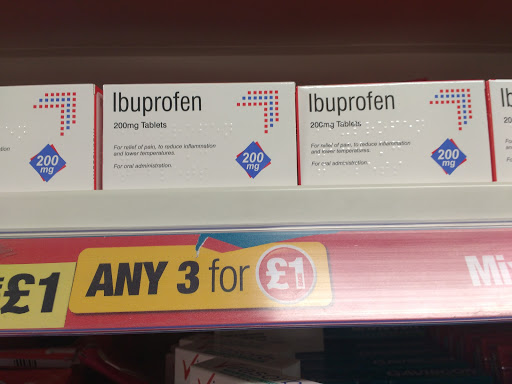 200
mg
Ibuprofen
200mg Tablets
For relief of pain, to reduce inflammation
and lower temperatures.
For oral administration.
200
mg
Ibuprofen
200mg Tablets
For relief of pain, to reduce inflammation
and lower temperatures.
For oral administration.
200
mg
£1
ANY 3 for £1